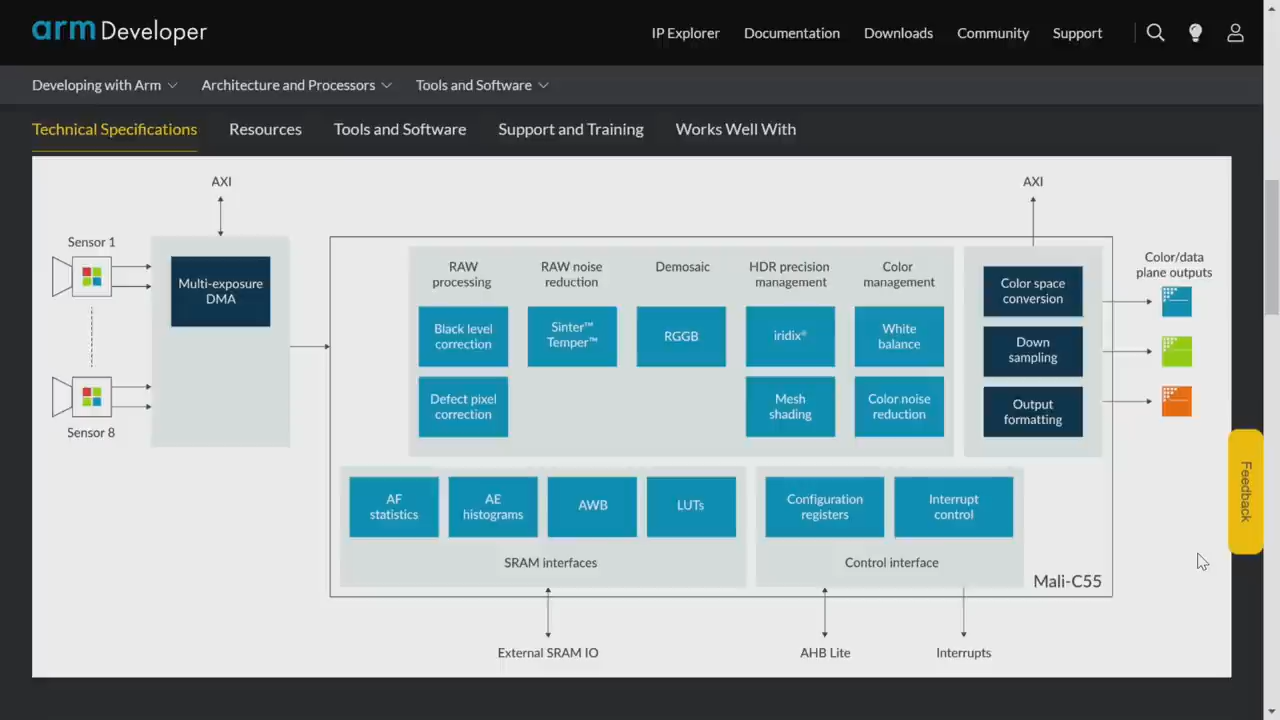 arm Developer
IP Explorer
Documentation
Downloads
Community
Support
Developing with Arm
Architecture and Processors
Tools and Software
Technical Specifications
Resources
Tools and Software
Support and Training
Works Well With
AXI
AXI
Sensor 1
Multi-exposure
DMA
Sensor 8
RAW
processing
RAW noise
reduction
Demosaic
HDR precision
management
Color
management
Black level
correction
Sinter™
Temper™
RGGB
iridix®
White
balance
Defect pixel
correction
Mesh
shading
Color noise
reduction
Color space
conversion
Down
sampling
Output
formatting
Color/data
plane outputs
AF
statistics
AE
histograms
AWB
LUTs
SRAM interfaces
Configuration
registers
Interrupt
control
Control interface
Mali-C55
External SRAM IO
AHB Lite
Interrupts
Feedback